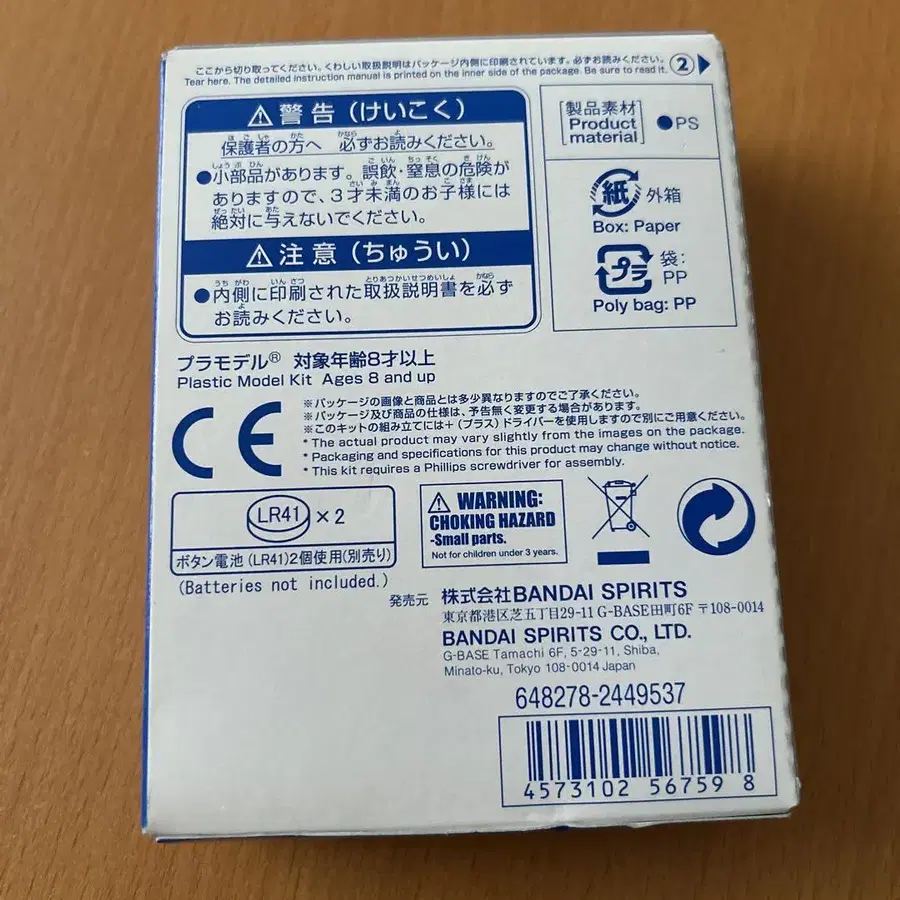 ここから切り取ってください。くわしい取扱説明はパッケージ内側に印刷されています。必ずお読みください。
Tear here. The detailed instruction manual is printed on the inner side of the package. Be sure to read it.
②
警告(けいこく)
保護者の方へ 必ずお読みください。
●小部品があります。誤飲・窒息の危険が
ありますので、3才未満のお子様には
絶対に与えないでください。
注意(ちゅうい)
●内側に印刷された取扱説明書を必ず
お読みください。
[製品素材
Product
material]
●PS
紙
外箱
Box: Paper
プラ
袋:
PP
Poly bag: PP
プラモデル® 対象年齢8才以上
Plastic Model Kit Ages 8 and up
CE
※パッケージの画像と商品とは多少異なりますのでご了承ください。
※パッケージ及び商品の仕様は、予告無く変更する場合があります。
※このキットの組み立てには+(プラス)ドライバーを使用しますので別にご用意ください。
* The actual product may vary slightly from the images on the package.
* Packaging and specifications for this product may change without notice.
* This kit requires a Phillips screwdriver for assembly.
LR41 × 2
ボタン電池(LR41)2個使用(別売り)
(Batteries not included.)
WARNING:
CHOKING HAZARD
-Small parts.
Not for children under 3 years.
発売元 株式会社BANDAI SPIRITS
東京都港区芝五丁目29-11 G-BASE田町6F 〒108-0014
BANDAI SPIRITS CO., LTD.
G-BASE Tamachi 6F, 5-29-11, Shiba,
Minato-ku, Tokyo 108-0014 Japan
648278-2449537
4573102 56759 8